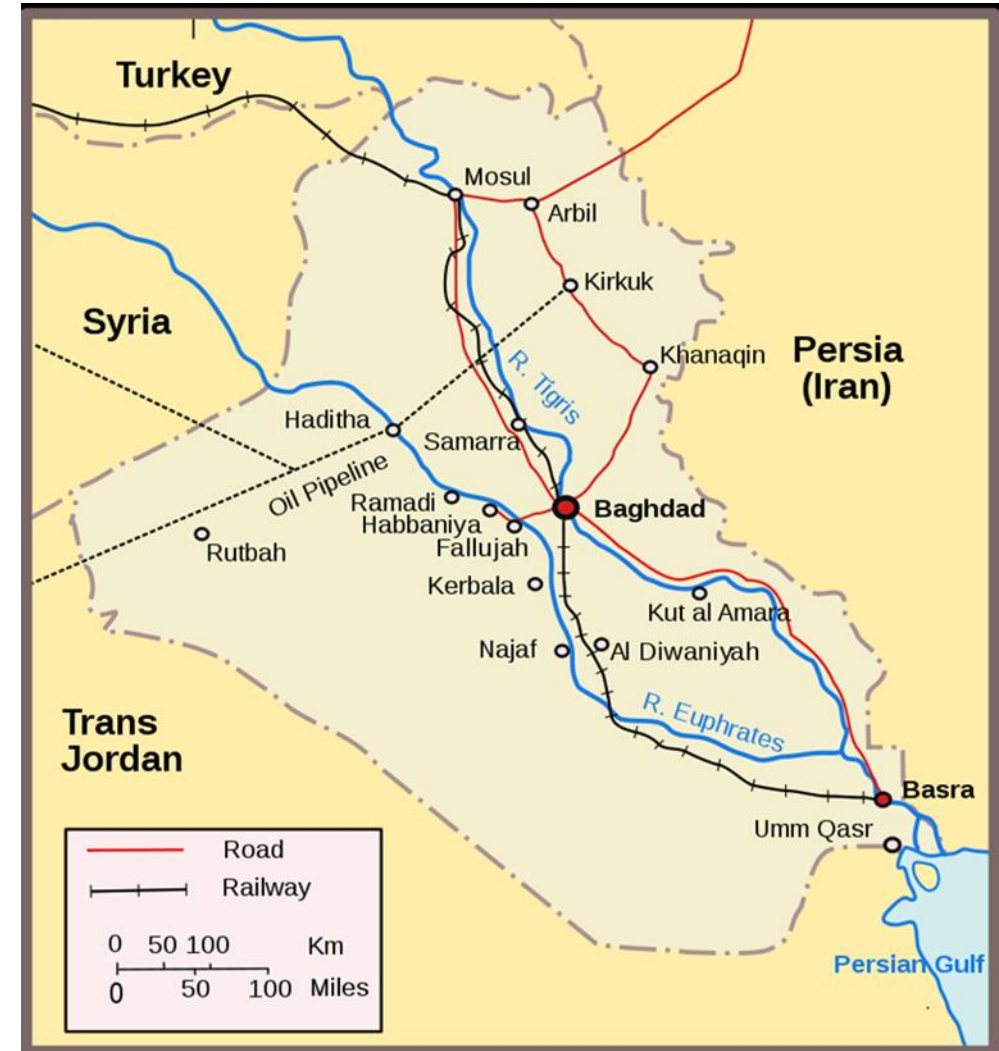 Turkey
Mosul
Arbil
Kirkuk
Syria
R. Tigris
Khanaqin
Persia
(Iran)
Haditha
Samarra
Oil Pipeline
Ramadi
Habbaniya
Fallujah
Baghdad
Rutbah
Kerbala
Kut al Amara
Najaf
Al Diwaniyah
R. Euphrates
Trans
Jordan
Basra
Umm Qasr
Persian Gulf
Road
Railway
0 50 100 Km
0 50 100 Miles